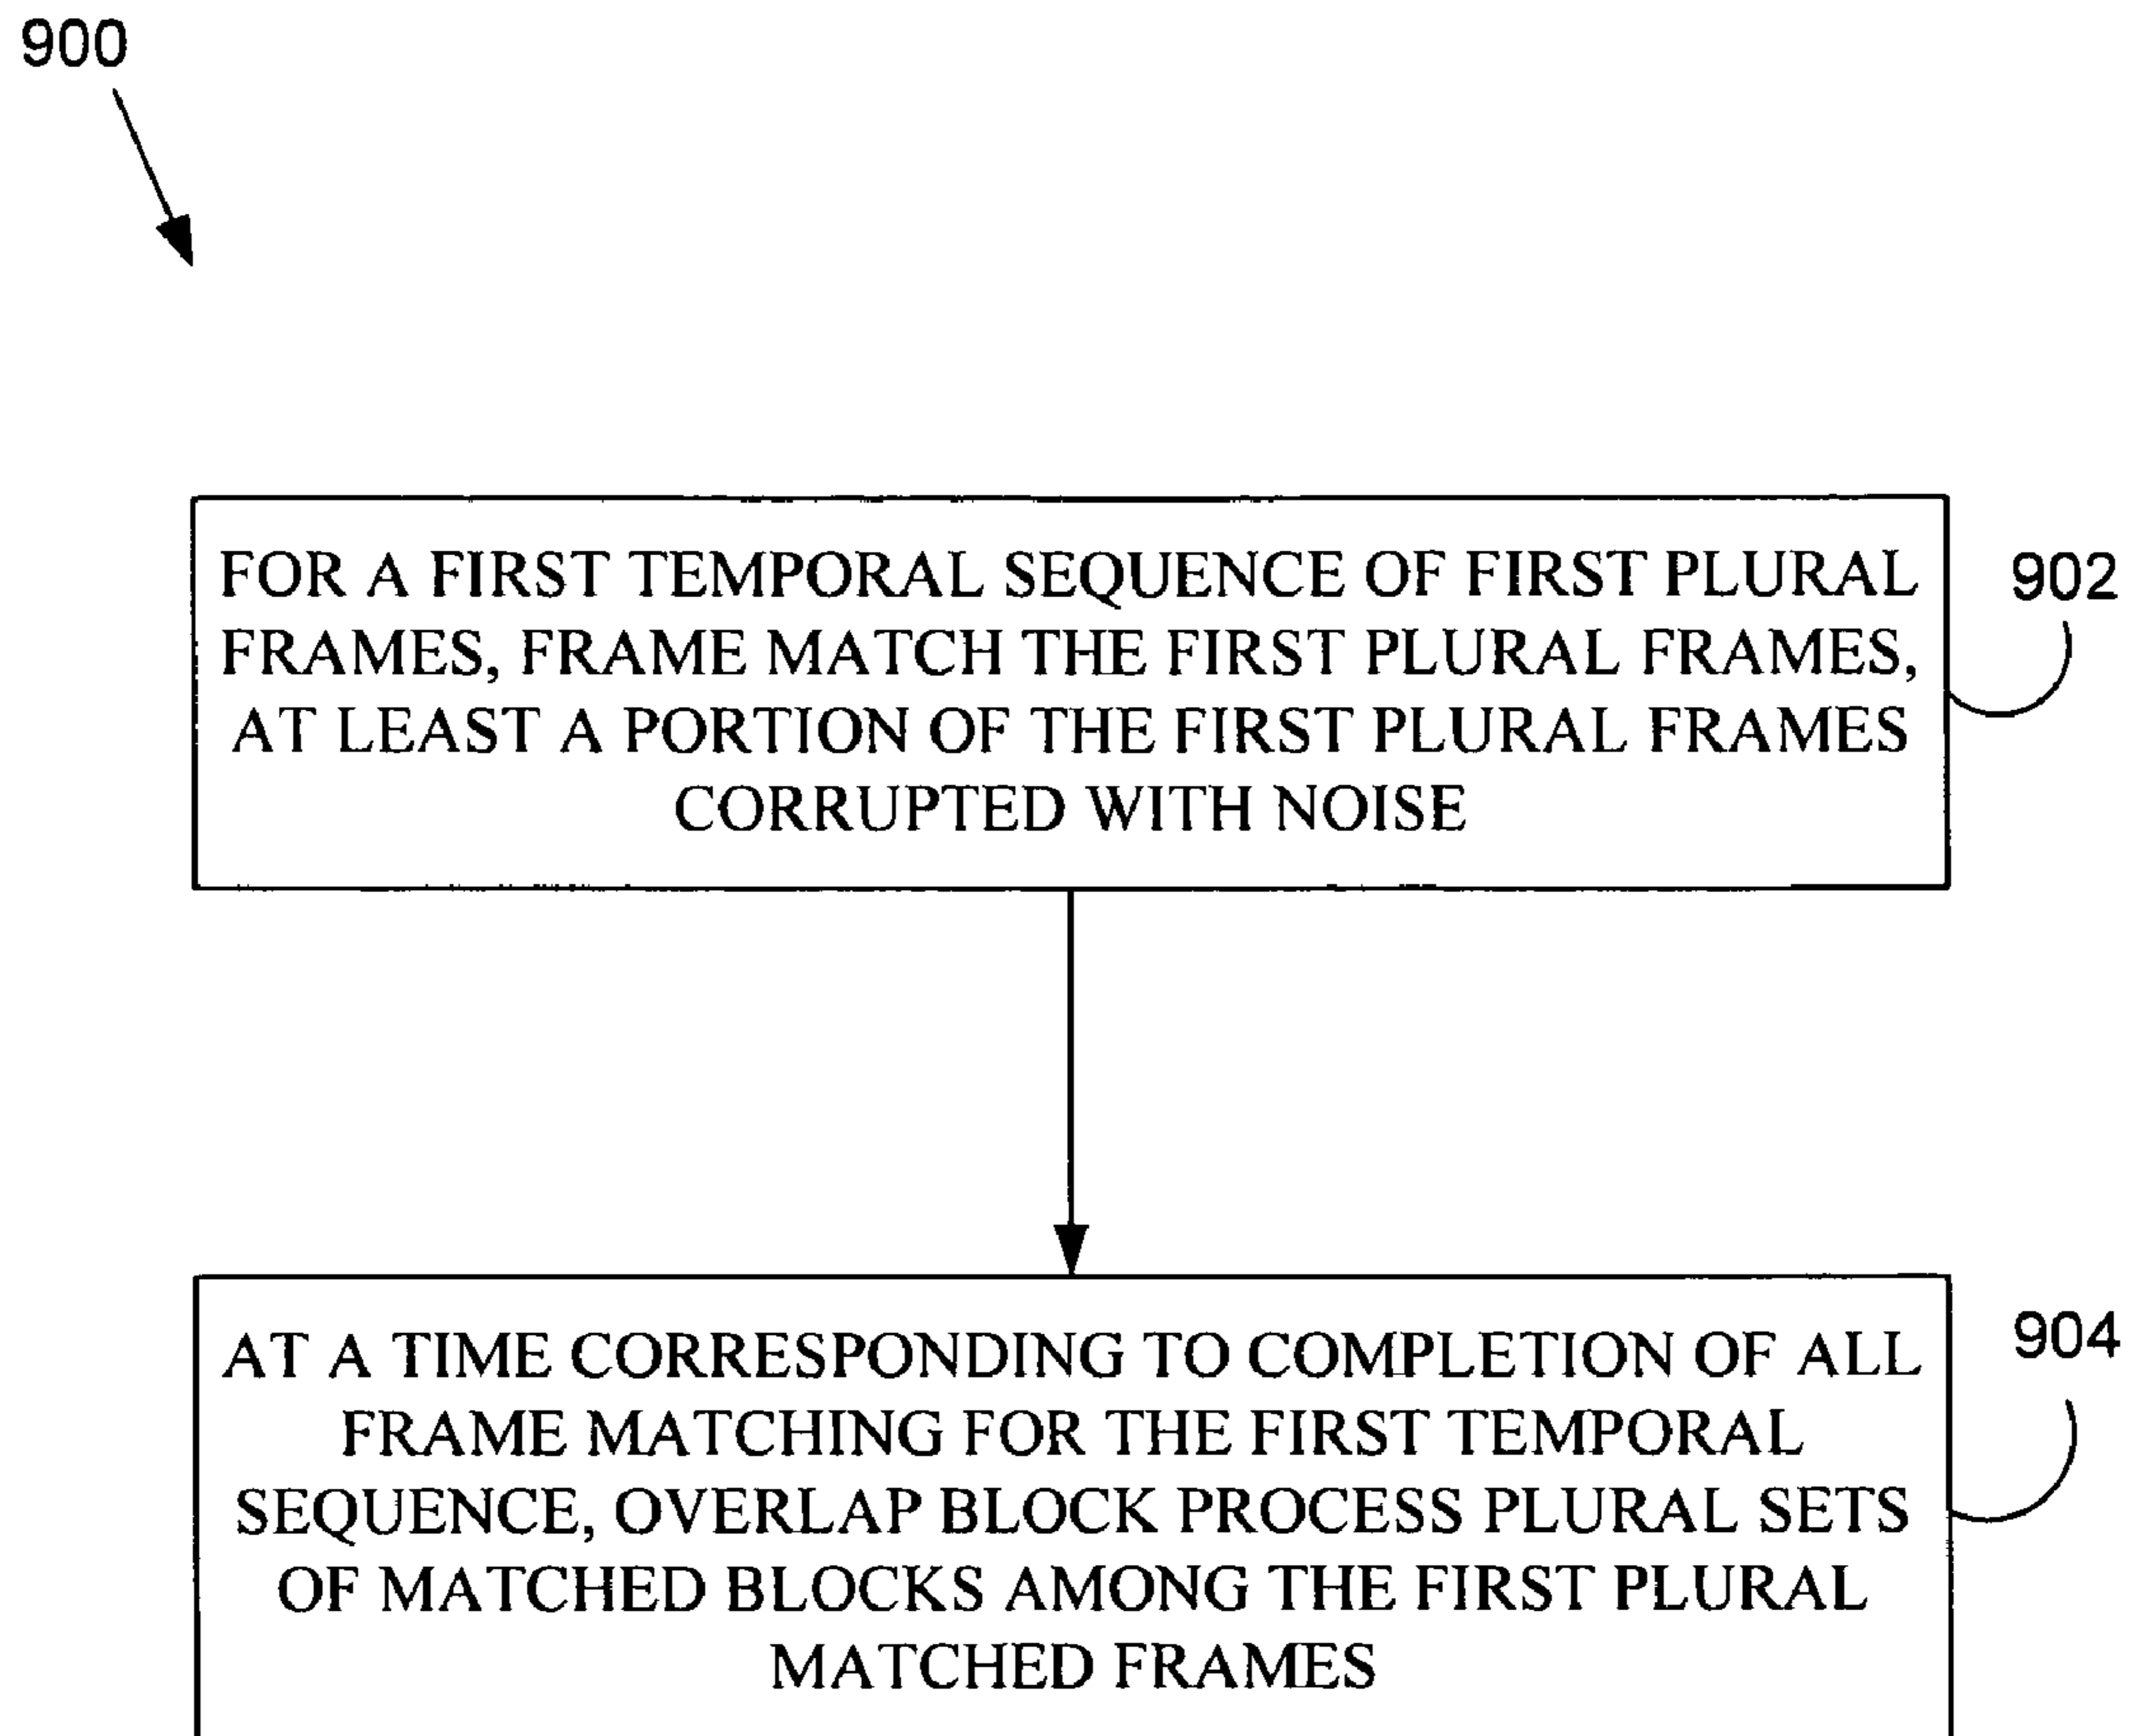 900
FOR A FIRST TEMPORAL SEQUENCE OF FIRST PLURAL
FRAMES, FRAME MATCH THE FIRST PLURAL FRAMES,
AT LEAST A PORTION OF THE FIRST PLURAL FRAMES
CORRUPTED WITH NOISE
902
AT A TIME CORRESPONDING TO COMPLETION OF ALL
FRAME MATCHING FOR THE FIRST TEMPORAL
SEQUENCE, OVERLAP BLOCK PROCESS PLURAL SETS
OF MATCHED BLOCKS AMONG THE FIRST PLURAL
MATCHED FRAMES
904